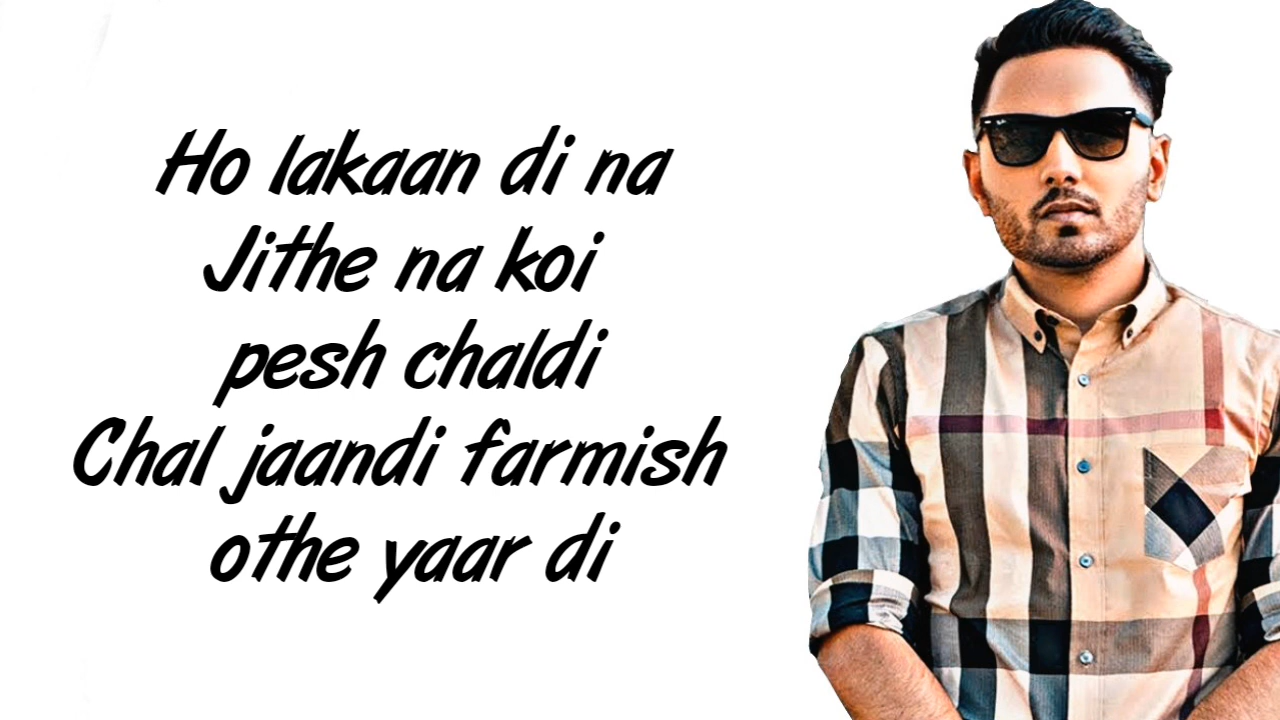 Ho lakaan di na
Jithe na koi
pesh chaldi
Chal jaandi farmish
othe yaar di